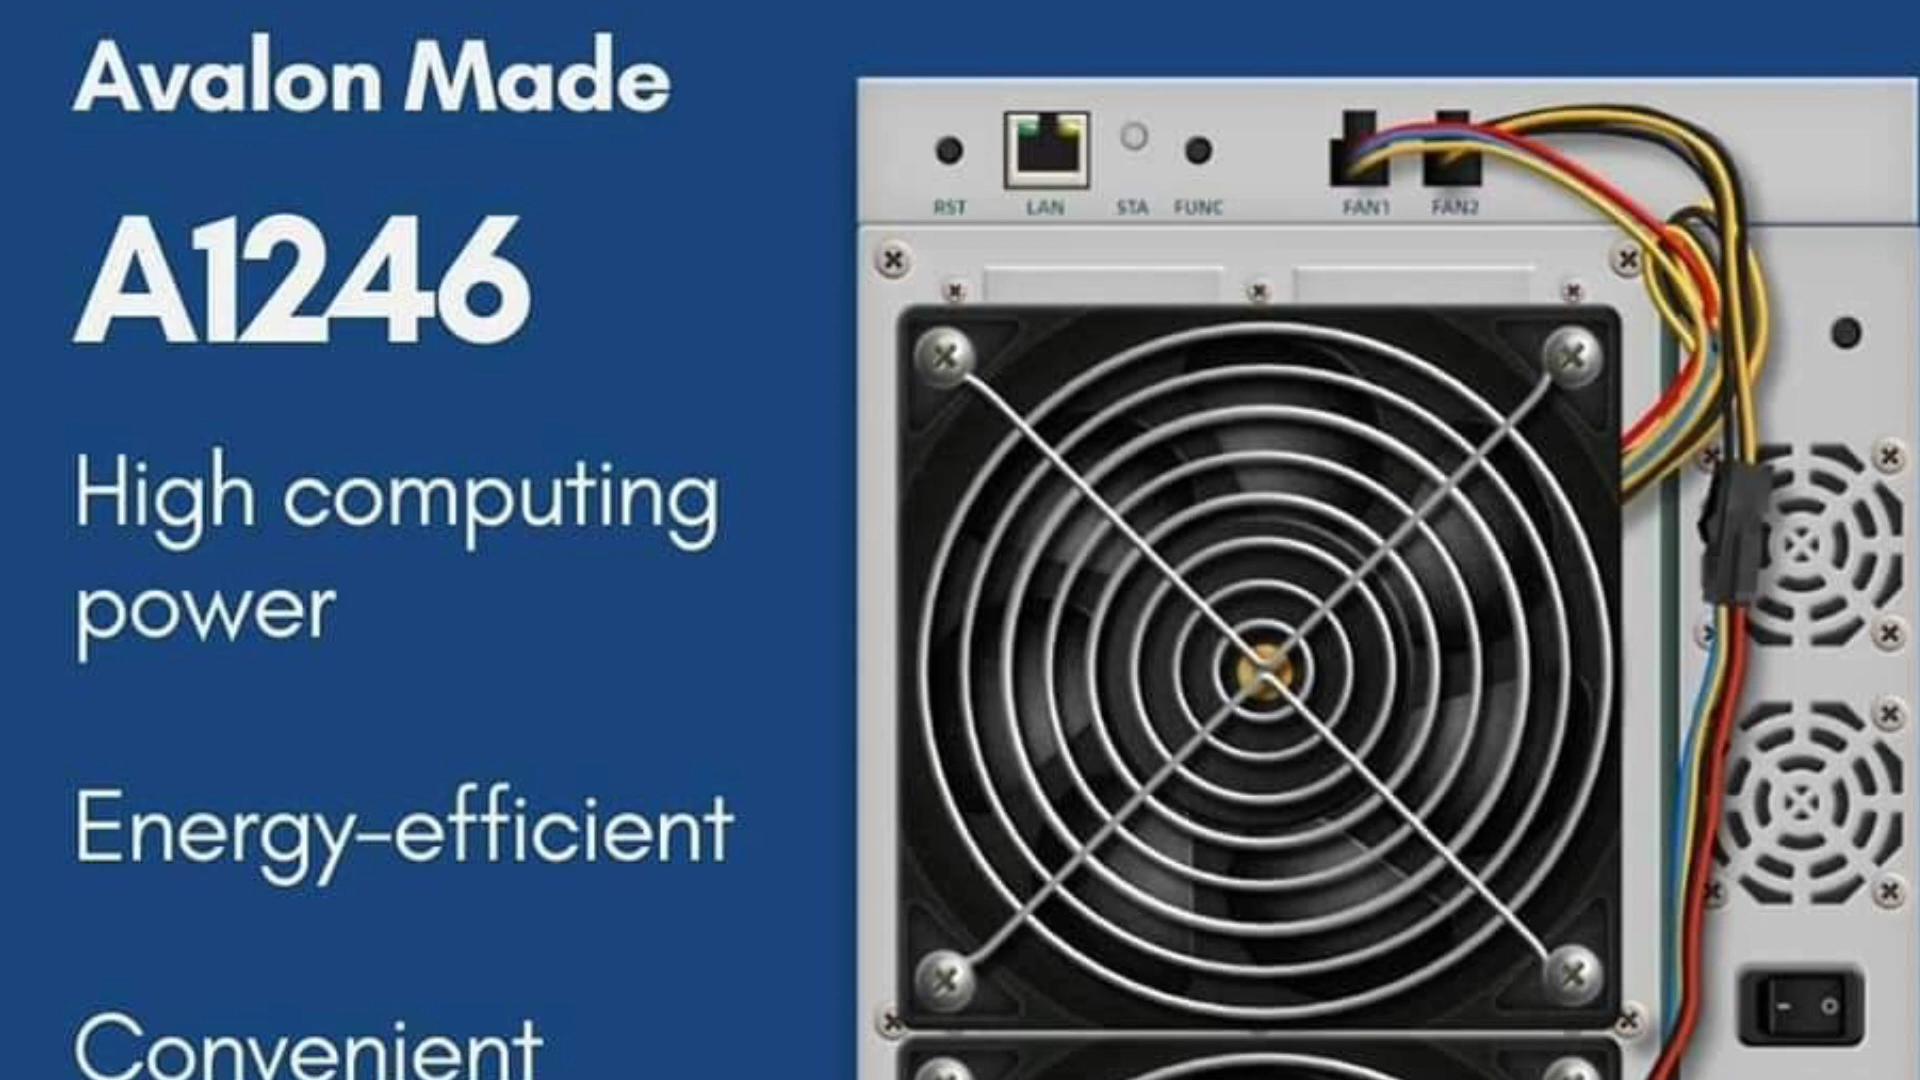 Avalon Made
A1246
High computing
power
Energy-efficient
Convenient
RST LAN STA FUNC FAN1 FAN2